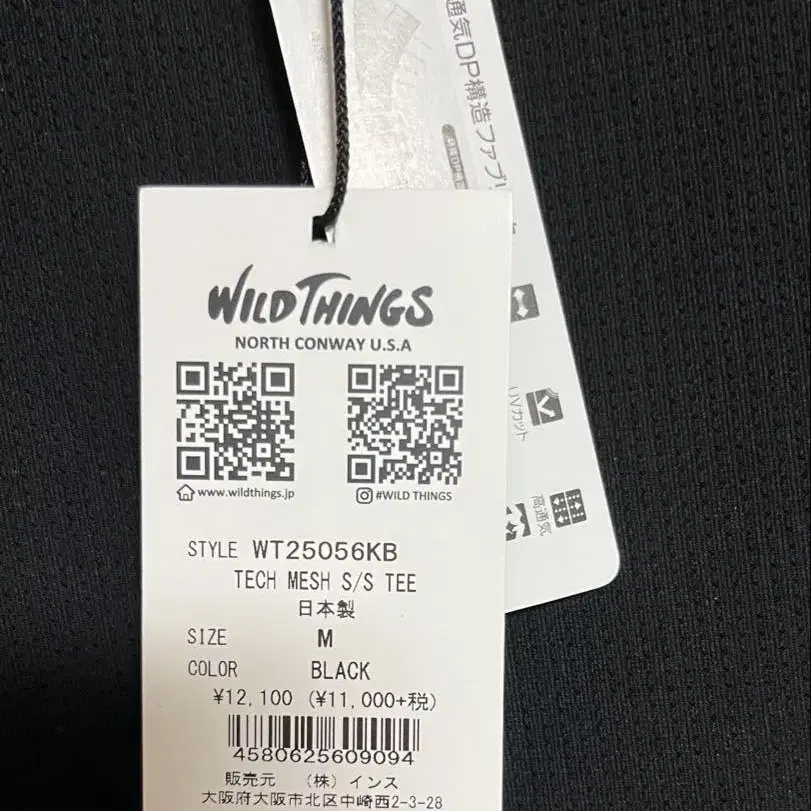 WILD THINGS
NORTH CONWAY U.S.A
www.wildthings.jp
#WILD THINGS
STYLE WT25056KB
TECH MESH S/S TEE
日本製
SIZE M
COLOR BLACK
¥12,100 (¥11,000+税)
4580625609094
販売元 (株) インス
大阪府大阪市北区中崎西2-3-28
通気DP構造ファブ
UVカット
高通気